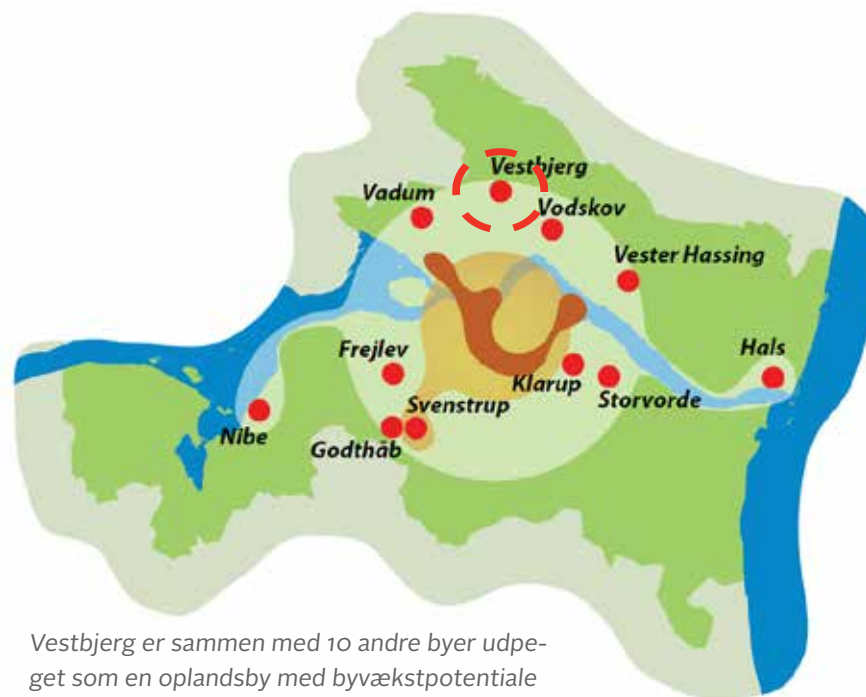 Vestbjerg
Vadum
Vodskov
Vester Hassing
Hals
Frejlev
Klarup
Storvorde
Svenstrup
Nibe
Godthåb
Vestbjerg er sammen med 10 andre byer udpe-
get som en oplandsby med byvækstpotentiale